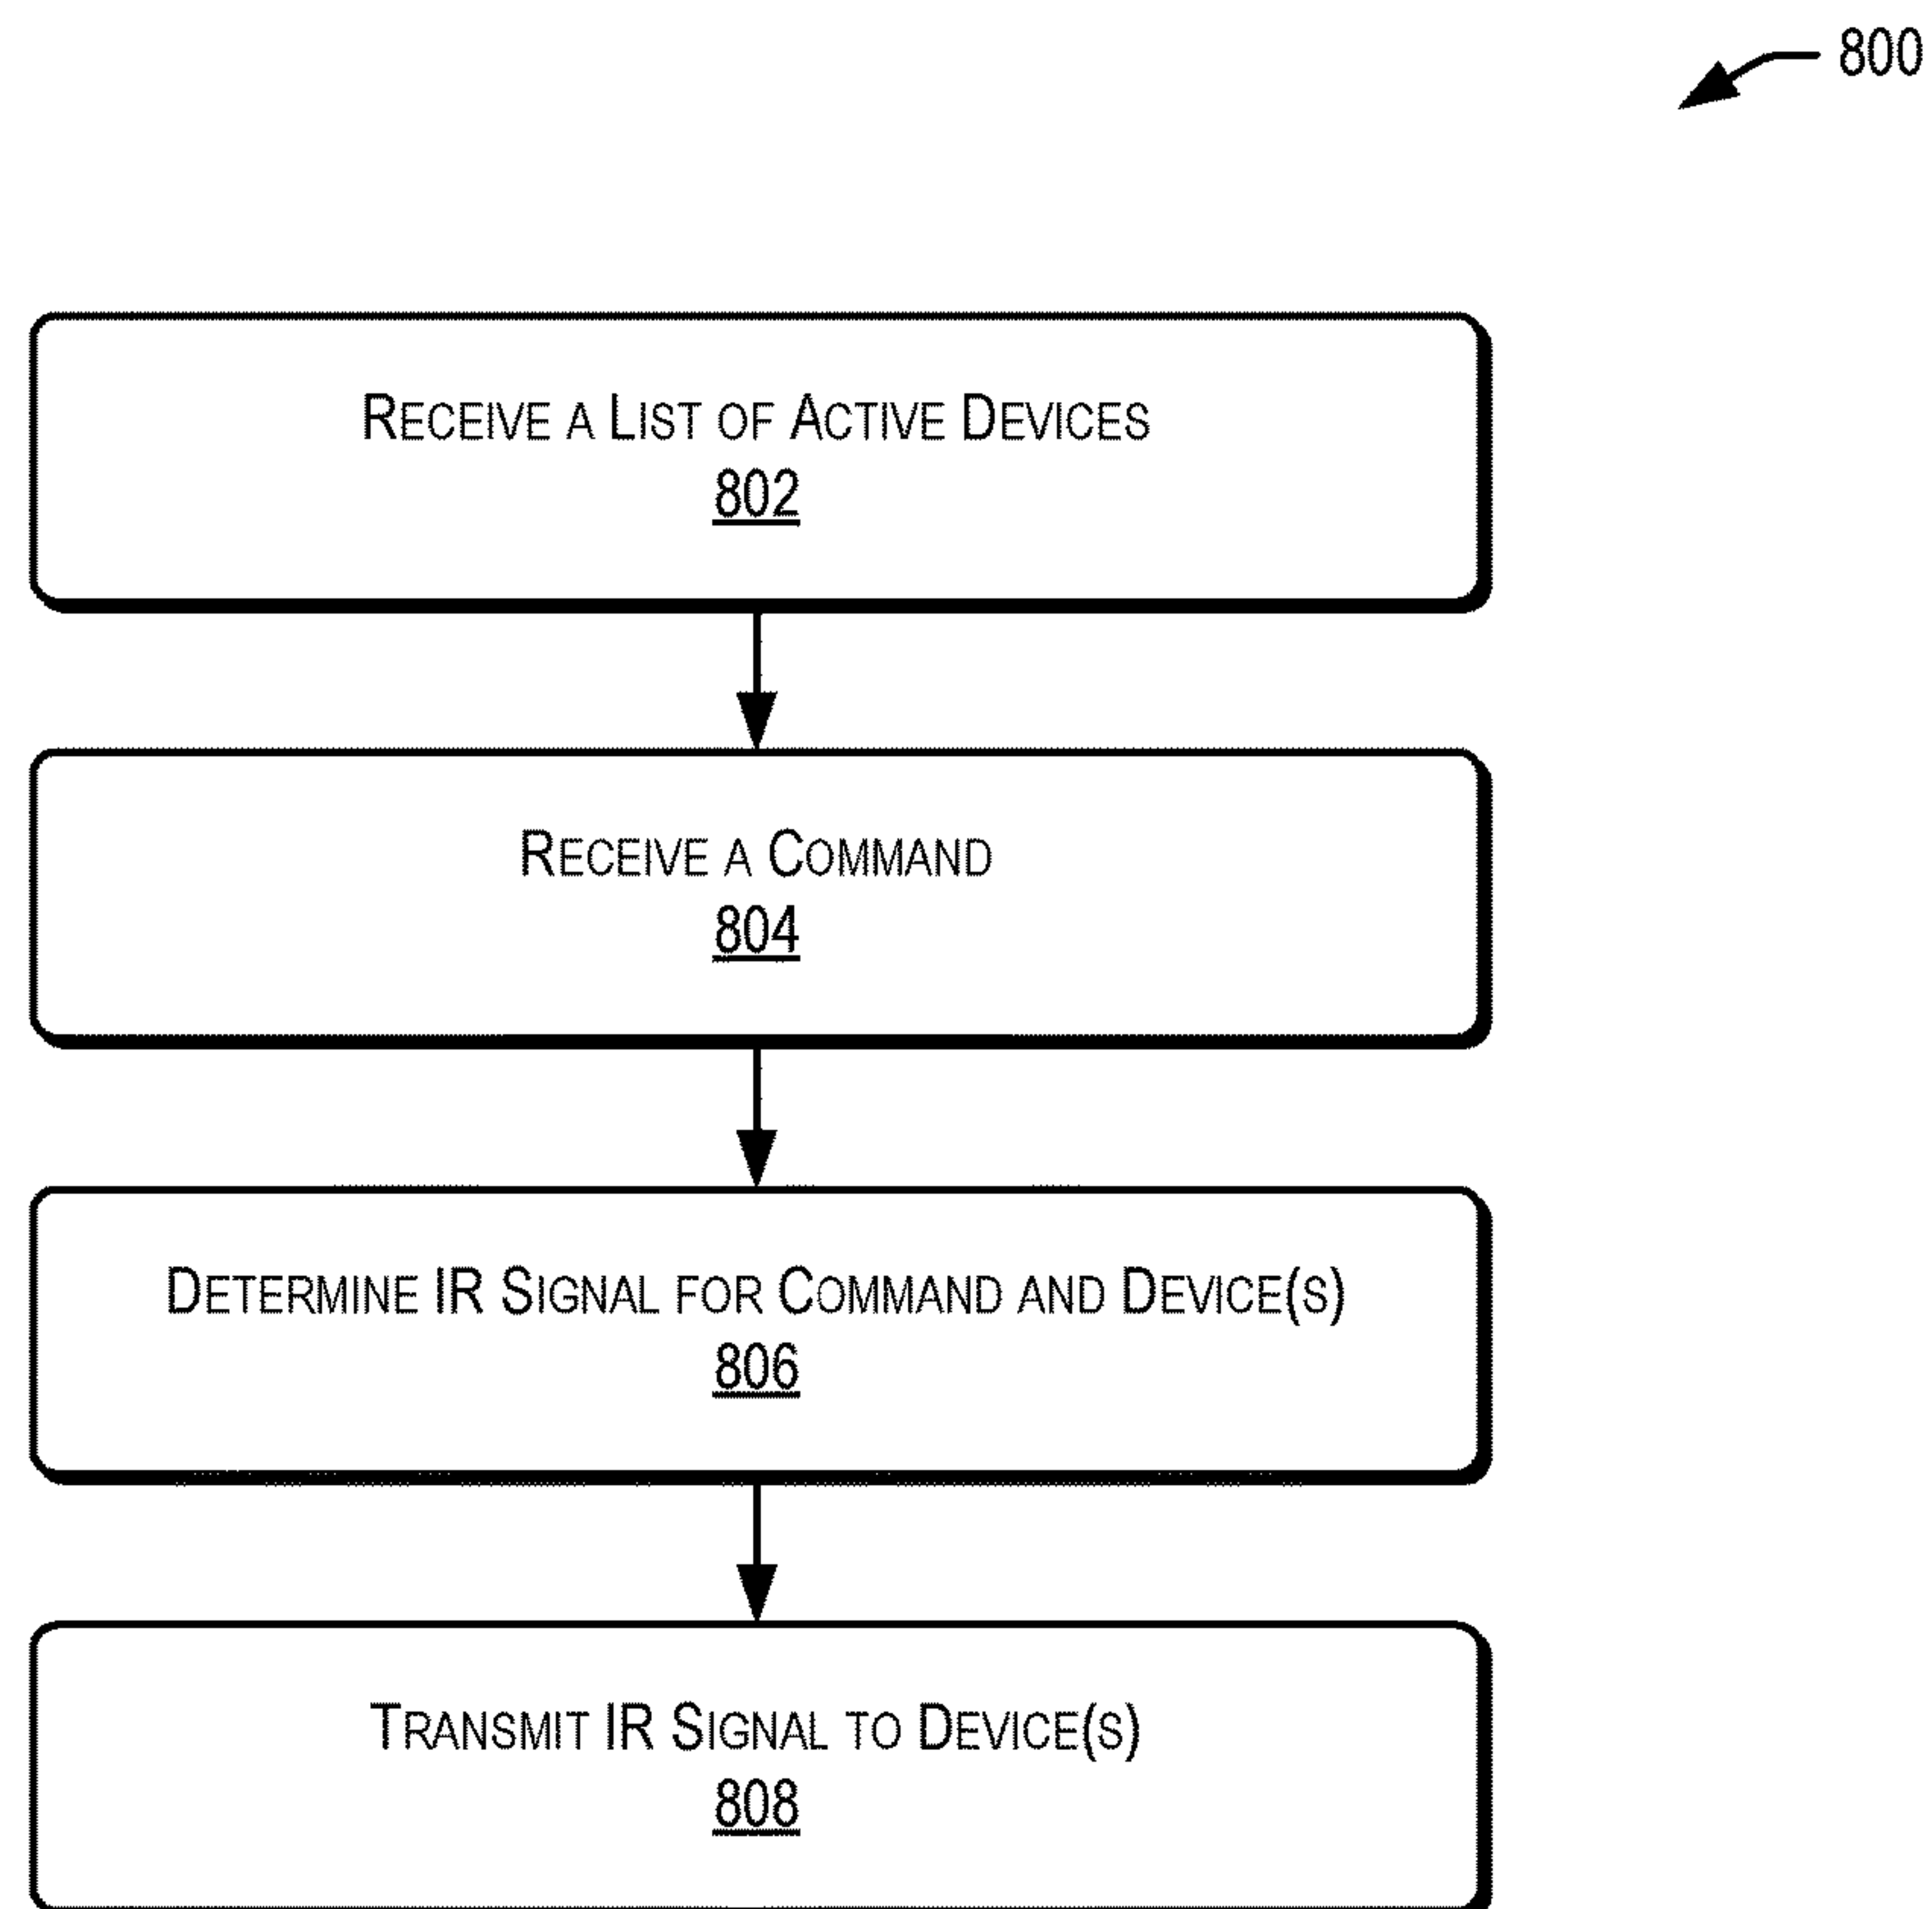 800
RECEIVE A LIST OF ACTIVE DEVICES
802
RECEIVE A COMMAND
804
DETERMINE IR SIGNAL FOR COMMAND AND DEVICE(S)
806
TRANSMIT IR SIGNAL TO DEVICE(S)
808